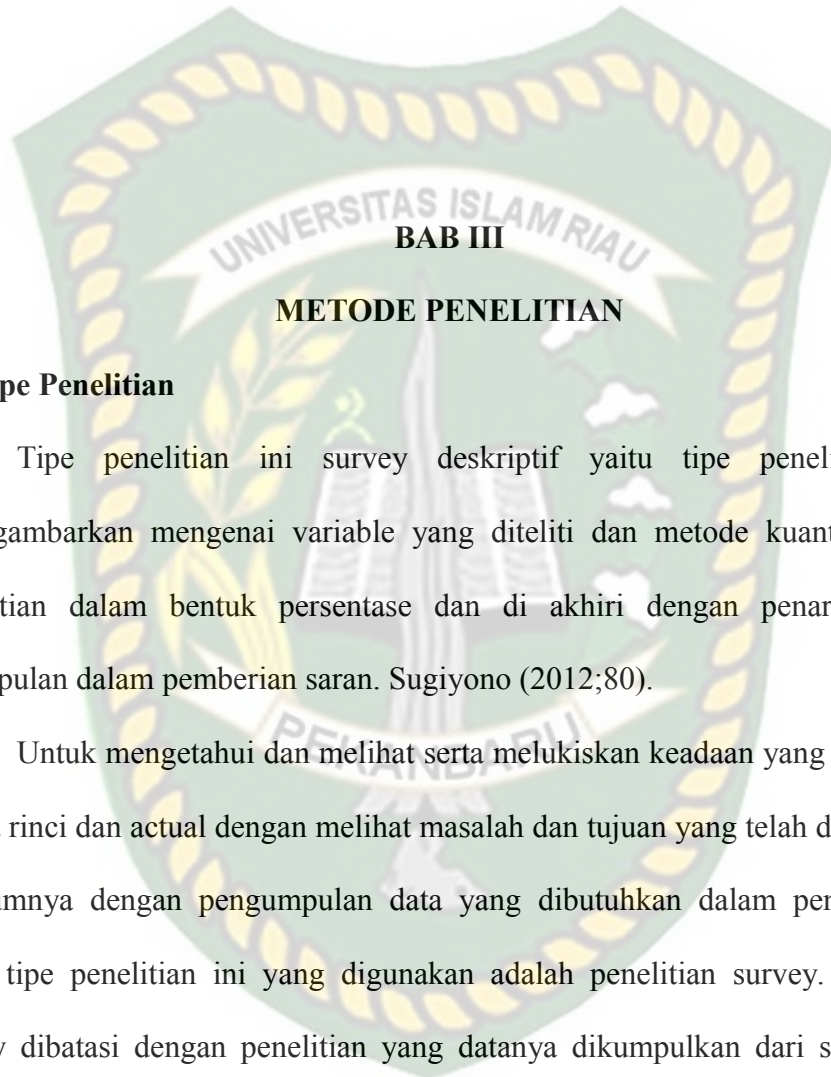 UNIVERSITAS ISLAM RIAU
BAB III
METODE PENELITIAN
pe Penelitian
Tipe penelitian ini survey deskriptif yaitu tipe penel
gambarkan mengenai variable yang diteliti dan metode kuant
tian dalam bentuk persentase dan di akhiri dengan penar
pulan dalam pemberian saran. Sugiyono (2012;80).
PEKANBARU
Untuk mengetahui dan melihat serta melukiskan keadaan yang
rinci dan actual dengan melihat masalah dan tujuan yang telah d
umnya dengan pengumpulan data yang dibutuhkan dalam pen
tipe penelitian ini yang digunakan adalah penelitian survey.
y dibatasi dengan penelitian yang datanya dikumpulkan dari s